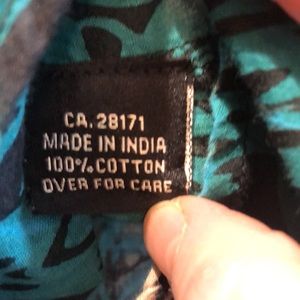 CA. 28171
MADE IN INDIA
100% COTTON
OVER FOR CARE